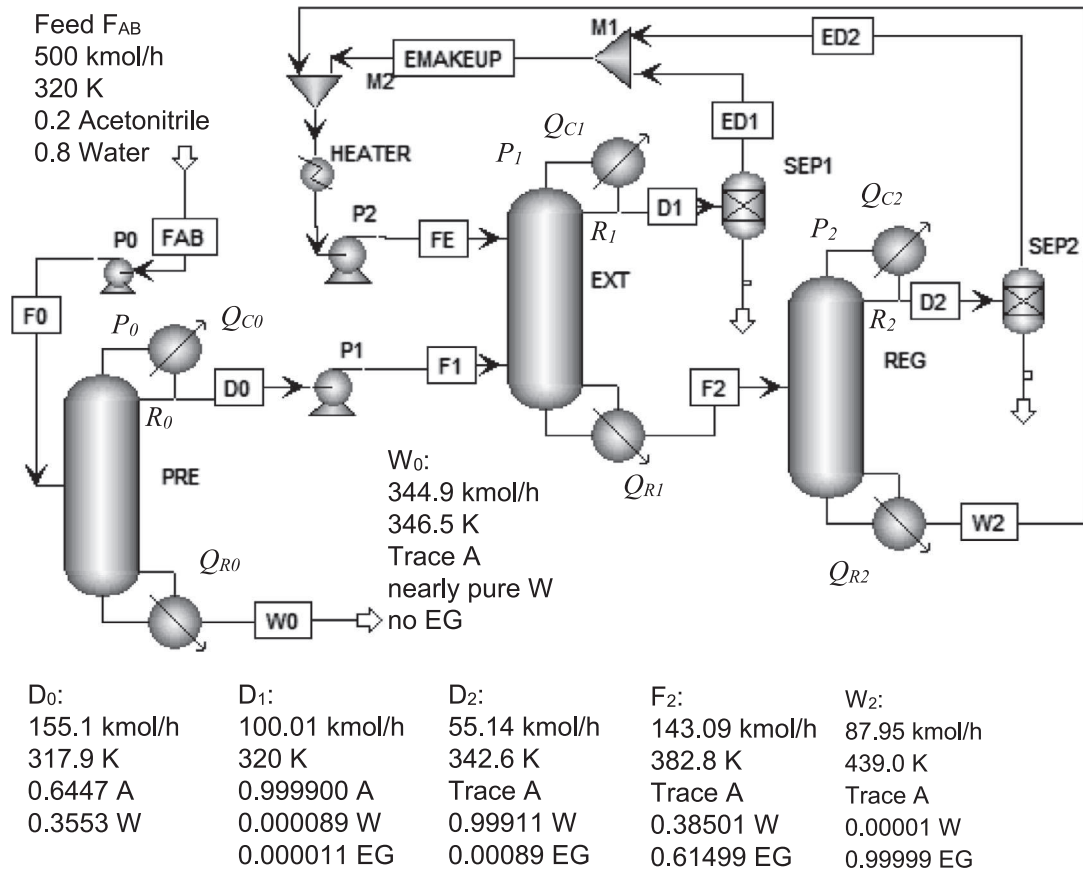 Feed FAB
500 kmol/h
320 K
0.2 Acetonitrile
0.8 Water
M1
ED2
EMAKEUP
M2
ED1
HEATER
QC1
P1
SEP1
QC2
P0
FAB
P2
FE
R1
D1
P2
SEP2
EXT
F0
P0
QC0
P1
F1
R2
D2
REG
D0
F2
R0
PRE
W0:
344.9 kmol/h
346.5 K
Trace A
nearly pure W
no EG
QR1
W2
QR0
QR2
W0
D0:
155.1 kmol/h
317.9 K
0.6447 A
0.3553 W
D1:
100.01 kmol/h
320 K
0.999900 A
0.000089 W
0.000011 EG
D2:
55.14 kmol/h
342.6 K
Trace A
0.99911 W
0.00089 EG
F2:
143.09 kmol/h
382.8 K
Trace A
0.38501 W
0.61499 EG
W2:
87.95 kmol/h
439.0 K
Trace A
0.00001 W
0.99999 EG